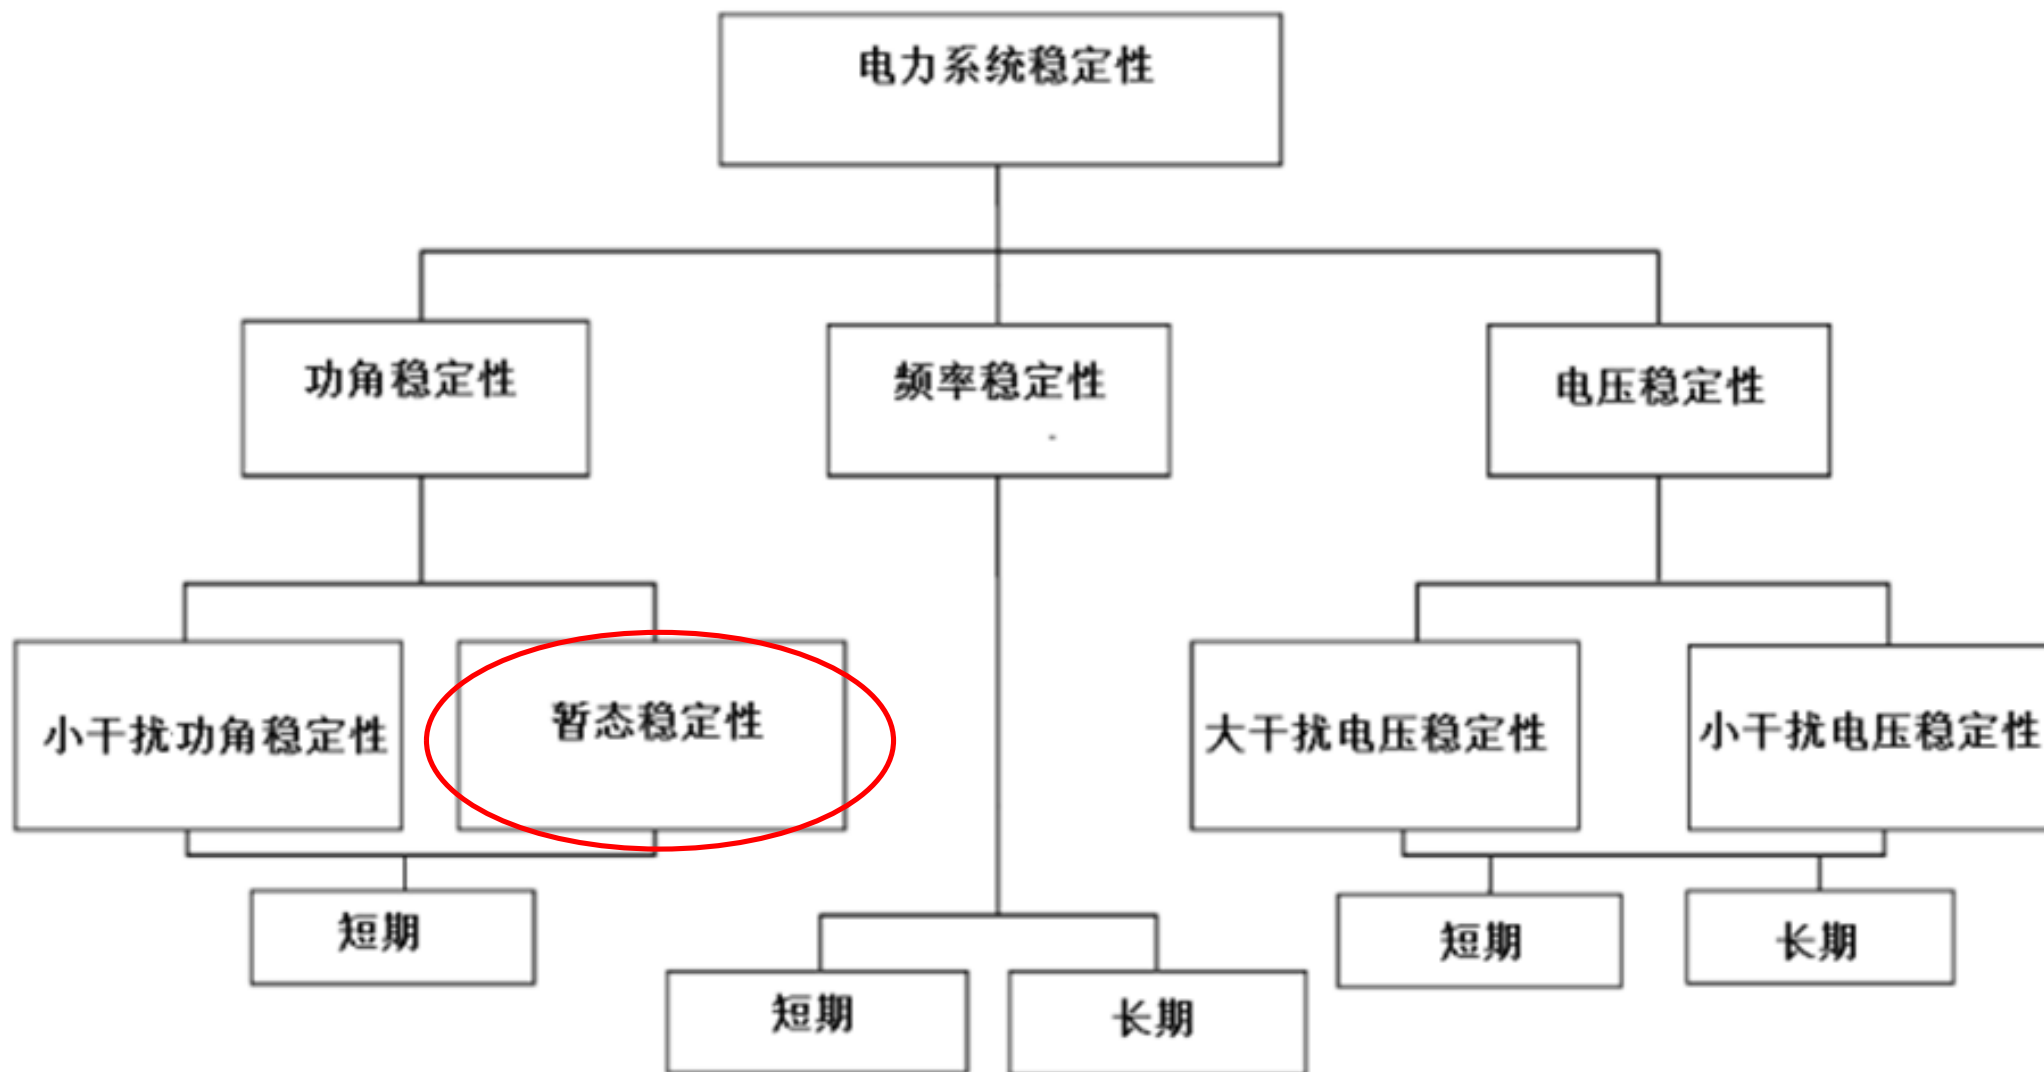 电力系统稳定性
功角稳定性
频率稳定性
电压稳定性
小干扰功角稳定性
暂态稳定性
大干扰电压稳定性
小干扰电压稳定性
短期
短期
长期
短期
长期